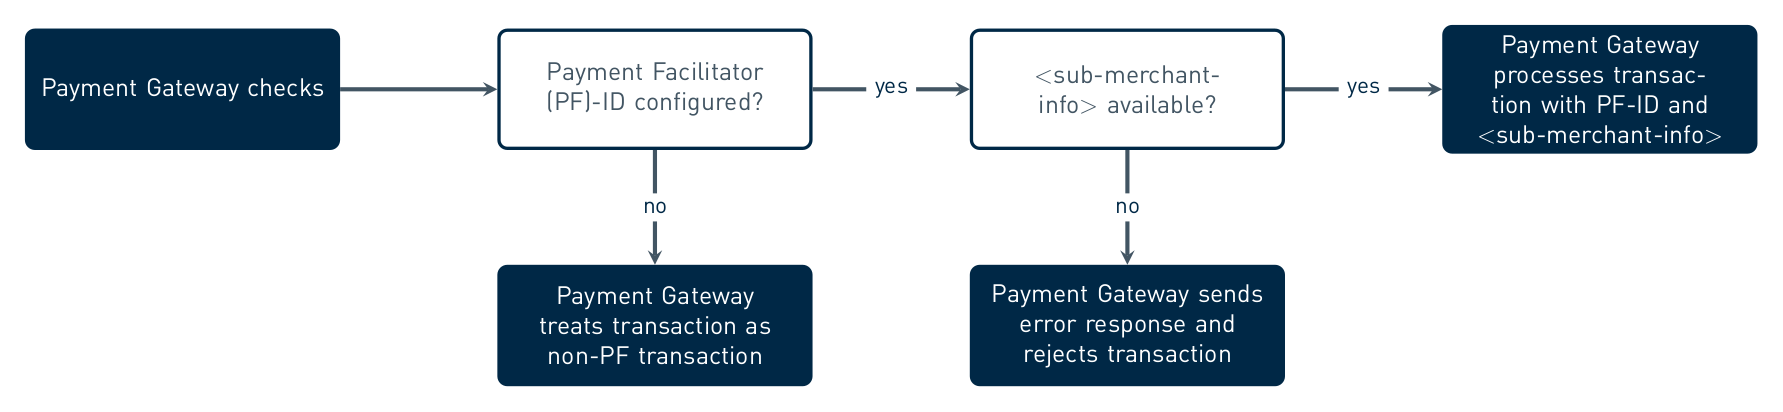 Payment Gateway checks
Payment Facilitator
(PF)-ID configured?
yes
<sub-merchant-
info> available?
yes
Payment Gateway
processes transac-
tion with PF-ID and
<sub-merchant-info>
no
no
Payment Gateway
treats transaction as
non-PF transaction
Payment Gateway sends
error response and
rejects transaction